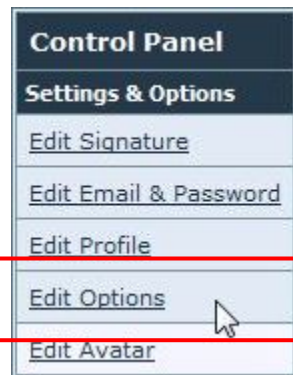 Control Panel
Settings & Options
Edit Signature
Edit Email & Password
Edit Profile
Edit Options
Edit Avatar